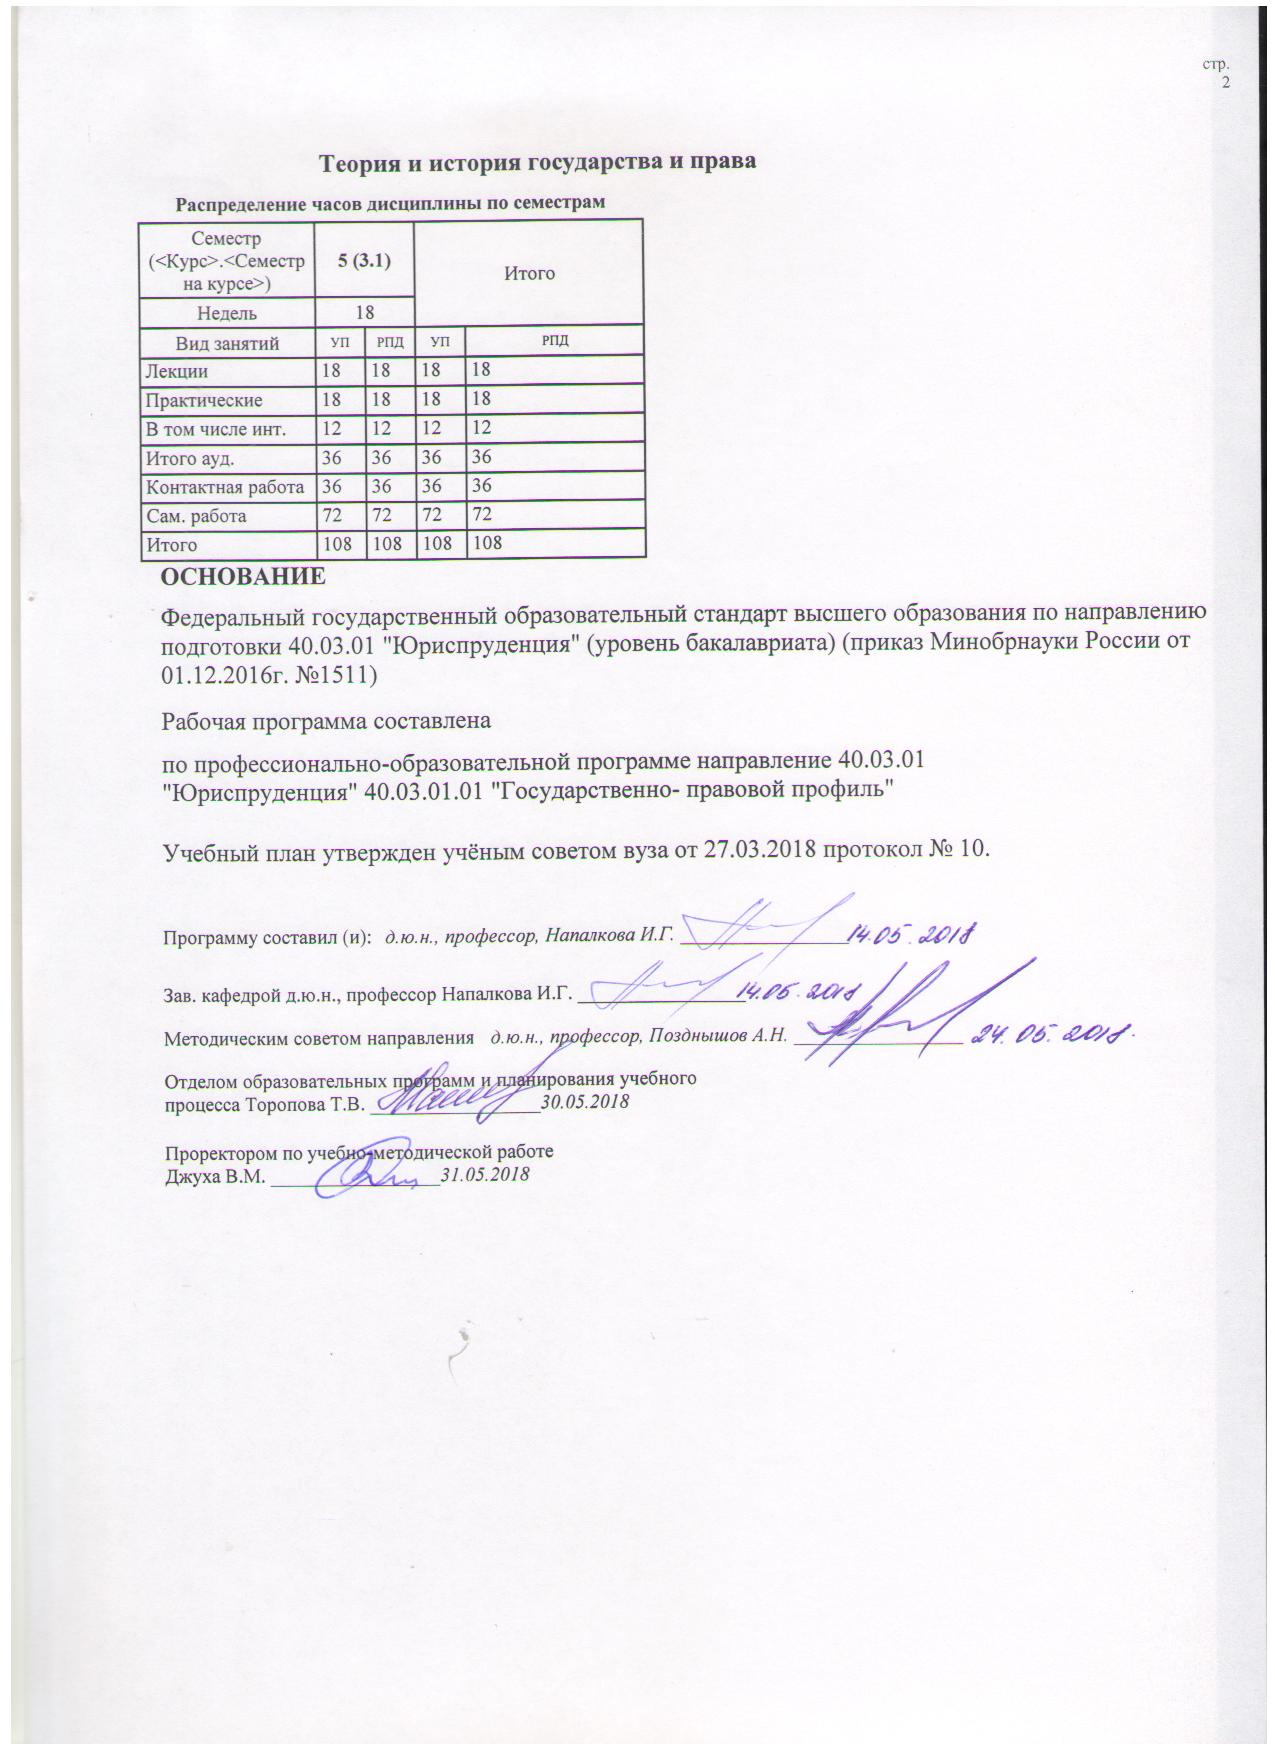 стр.
2
Теория и история государства и права
Распределение часов дисциплины по семестрам
Семестр
(<Курс>.<Семестр
на курсе>)
5 (3.1)
Итого
Недель 18
Вид занятий УП РПД УП РПД
Лекции 18 18 18 18
Практические 18 18 18 18
В том числе инт. 12 12 12 12
Итого ауд. 36 36 36 36
Контактная работа 36 36 36 36
Сам. работа 72 72 72 72
Итого 108 108 108 108
ОСНОВАНИЕ
Федеральный государственный образовательный стандарт высшего образования по направлению
подготовки 40.03.01 "Юриспруденция" (уровень бакалавриата) (приказ Минобрнауки России от
01.12.2016г. №1511)
Рабочая программа составлена
по профессионально-образовательной программе направление 40.03.01
"Юриспруденция" 40.03.01.01 "Государственно- правовой профиль"
Учебный план утвержден учёным советом вуза от 27.03.2018 протокол № 10.
Программу составил (и): д.ю.н., профессор, Напалкова И.Г. 14.05.2018
Зав. кафедрой д.ю.н., профессор Напалкова И.Г. 14.05.2018
Методическим советом направления д.ю.н., профессор, Позднышов А.Н. 24.05.2018.
Отделом образовательных программ и планирования учебного
процесса Торопова Т.В. 30.05.2018
Проректором по учебно-методической работе
Джуха В.М. 31.05.2018